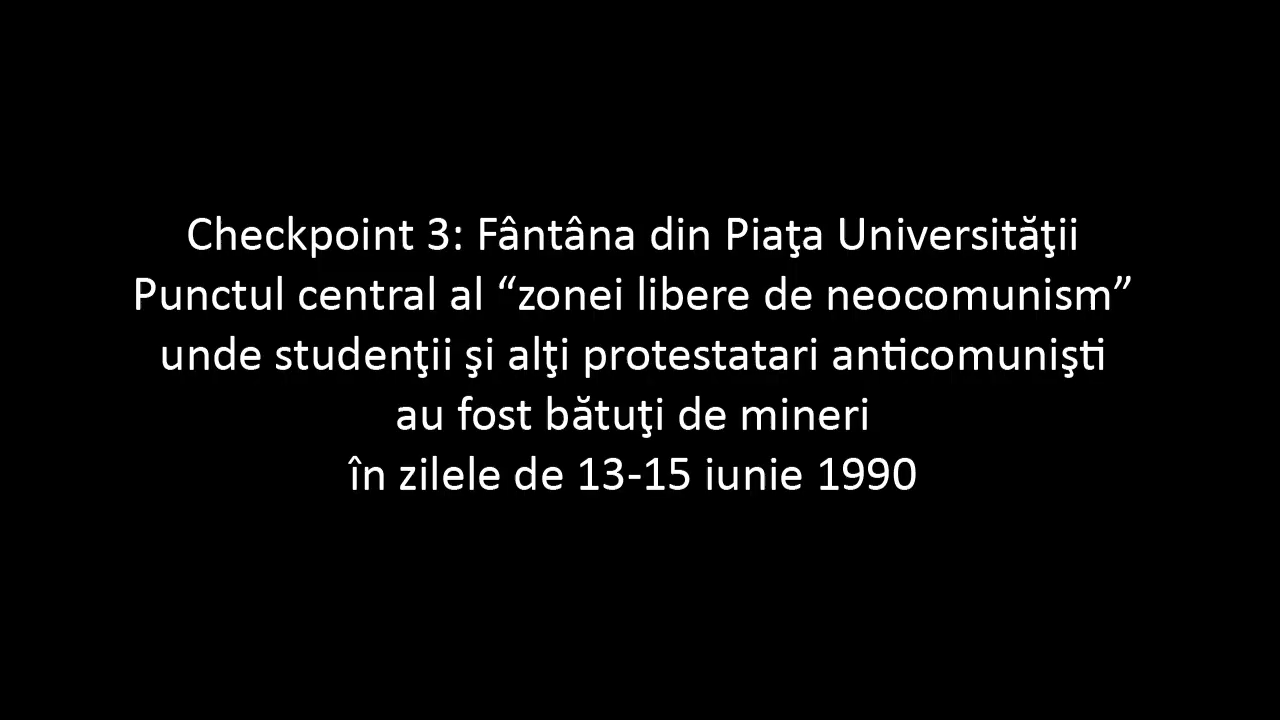 Checkpoint 3: Fântâna din Piaţa Universităţii
Punctul central al “zonei libere de neocomunism”
unde studenţii şi alţi protestatari anticomunişti
au fost bătuţi de mineri
în zilele de 13-15 iunie 1990